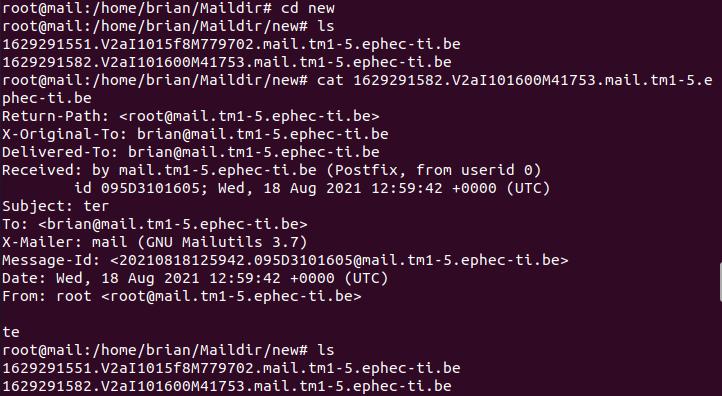 root@mail:/home/brian/Maildir# cd new
root@mail:/home/brian/Maildir/new# ls
1629291551.V2aI1015f8M779702.mail.tm1-5.ephec-ti.be
1629291582.V2aI101600M41753.mail.tm1-5.ephec-ti.be
root@mail:/home/brian/Maildir/new# cat 1629291582.V2aI101600M41753.mail.tm1-5.e
phec-ti.be
Return-Path: <root@mail.tm1-5.ephec-ti.be>
X-Original-To: brian@mail.tm1-5.ephec-ti.be
Delivered-To: brian@mail.tm1-5.ephec-ti.be
Received: by mail.tm1-5.ephec-ti.be (Postfix, from userid 0)
        id 095D3101605; Wed, 18 Aug 2021 12:59:42 +0000 (UTC)
Subject: ter
To: <brian@mail.tm1-5.ephec-ti.be>
X-Mailer: mail (GNU Mailutils 3.7)
Message-Id: <20210818125942.095D3101605@mail.tm1-5.ephec-ti.be>
Date: Wed, 18 Aug 2021 12:59:42 +0000 (UTC)
From: root <root@mail.tm1-5.ephec-ti.be>

te
root@mail:/home/brian/Maildir/new# ls
1629291551.V2aI1015f8M779702.mail.tm1-5.ephec-ti.be
1629291582.V2aI101600M41753.mail.tm1-5.ephec-ti.be